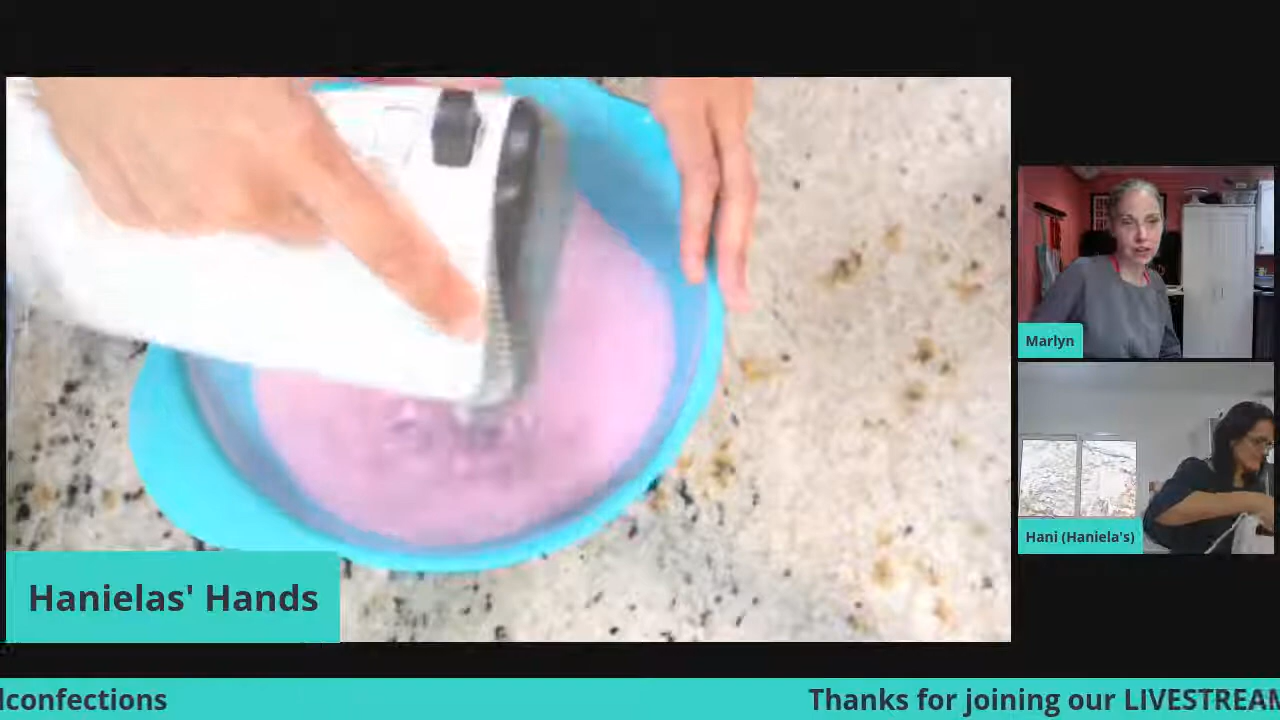 Marlyn
Hani (Haniela's)
Hanielas' Hands
lconfections
Thanks for joining our LIVESTREAM